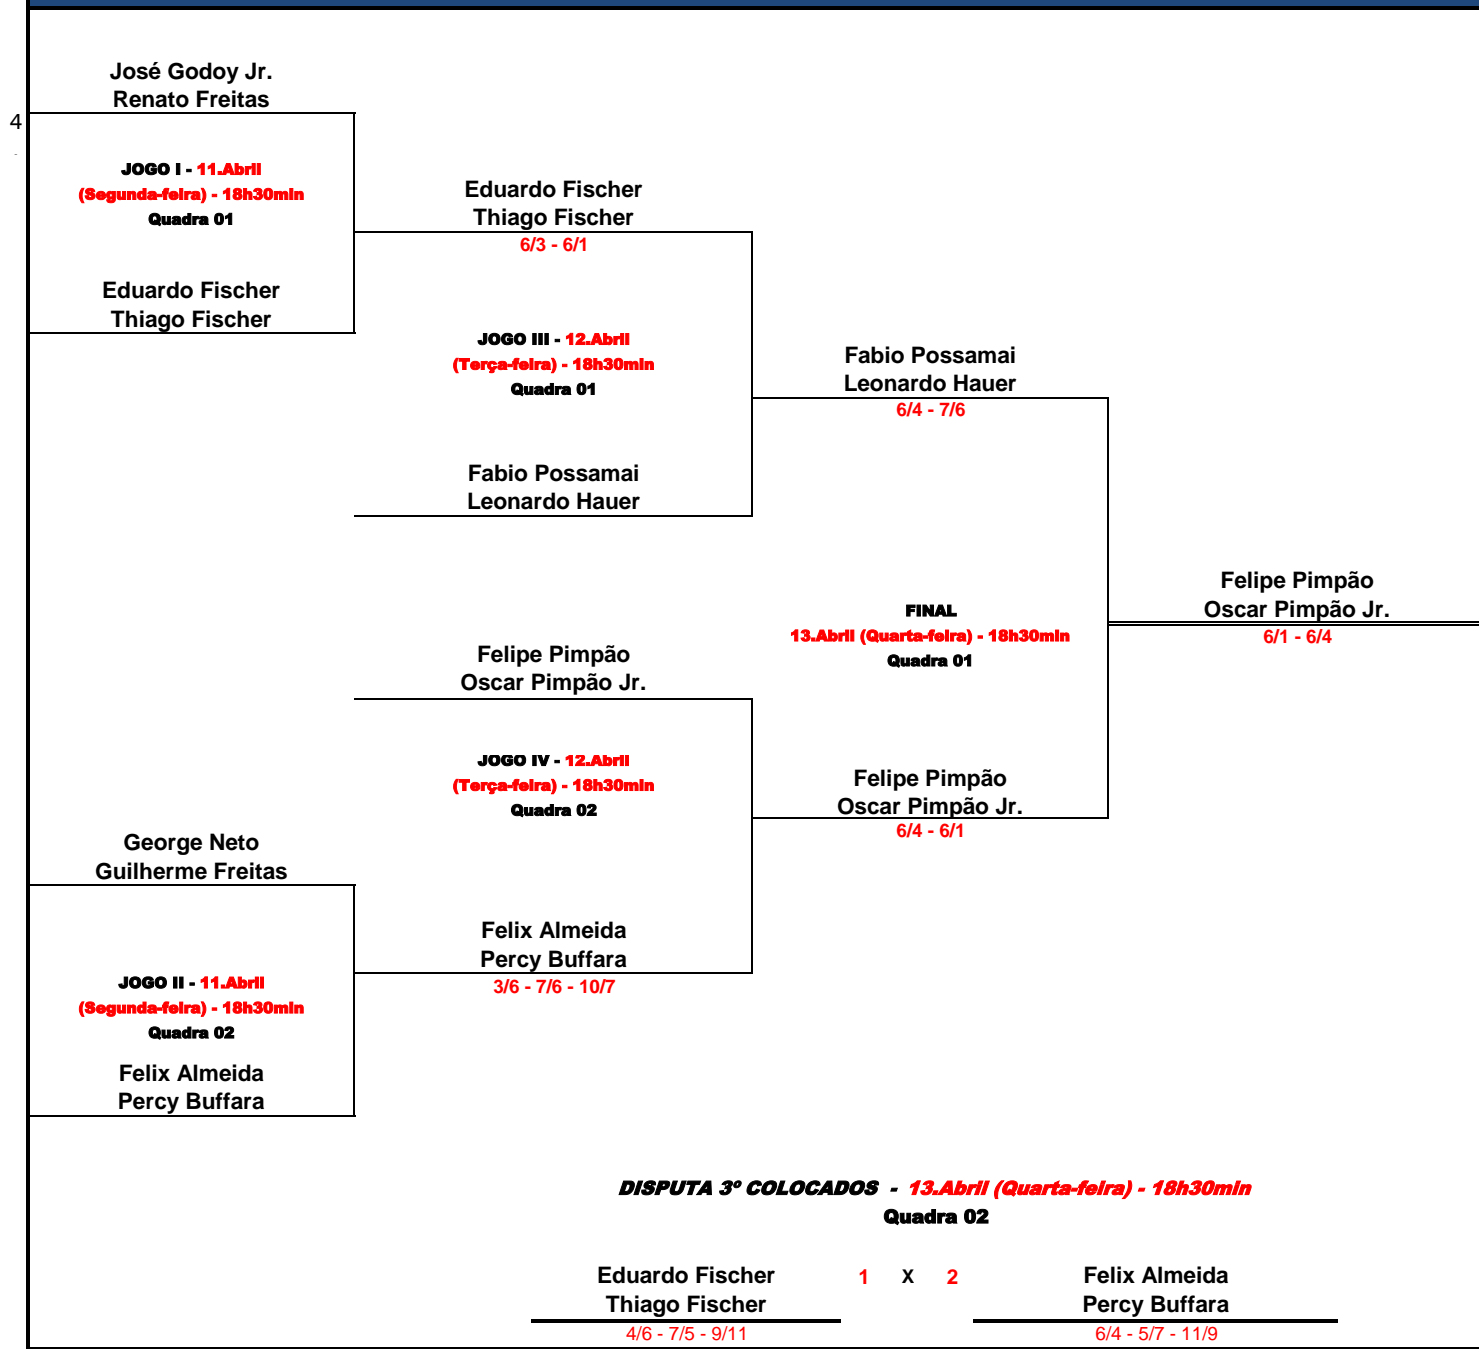 José Godoy Jr.
Renato Freitas
4
JOGO I - 11.Abril
(Segunda-feira) - 18h30min
Quadra 01
Eduardo Fischer
Thiago Fischer
Eduardo Fischer
Thiago Fischer
6/3 - 6/1
JOGO III - 12.Abril
(Terça-feira) - 18h30min
Quadra 01
Fabio Possamai
Leonardo Hauer
Fabio Possamai
Leonardo Hauer
6/4 - 7/6
FINAL
13.Abril (Quarta-feira) - 18h30min
Quadra 01
Felipe Pimpão
Oscar Pimpão Jr.
6/1 - 6/4
Felipe Pimpão
Oscar Pimpão Jr.
JOGO IV - 12.Abril
(Terça-feira) - 18h30min
Quadra 02
Felipe Pimpão
Oscar Pimpão Jr.
6/4 - 6/1
George Neto
Guilherme Freitas
Felix Almeida
Percy Buffara
3/6 - 7/6 - 10/7
JOGO II - 11.Abril
(Segunda-feira) - 18h30min
Quadra 02
Felix Almeida
Percy Buffara
DISPUTA 3º COLOCADOS - 13.Abril (Quarta-feira) - 18h30min
Quadra 02
Eduardo Fischer 1 X 2 Felix Almeida
Thiago Fischer Percy Buffara
4/6 - 7/5 - 9/11 6/4 - 5/7 - 11/9